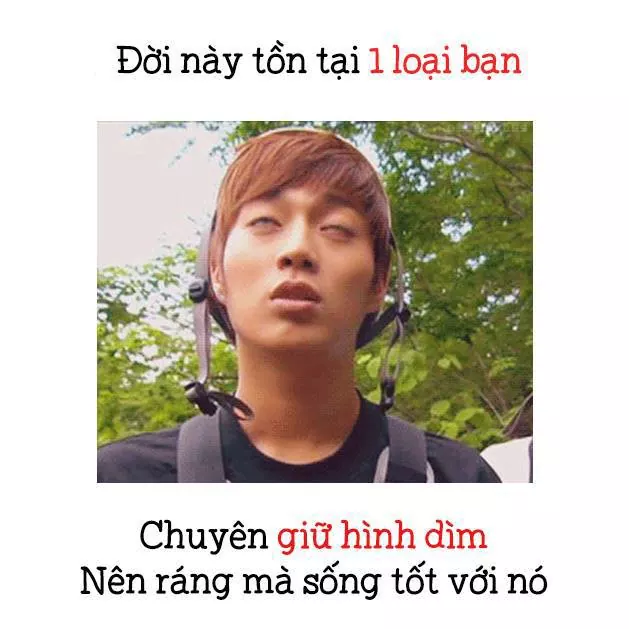 Đời này tồn tại 1 loại bạn
Chuyên giữ hình dìm
Nên ráng mà sống tốt với nó